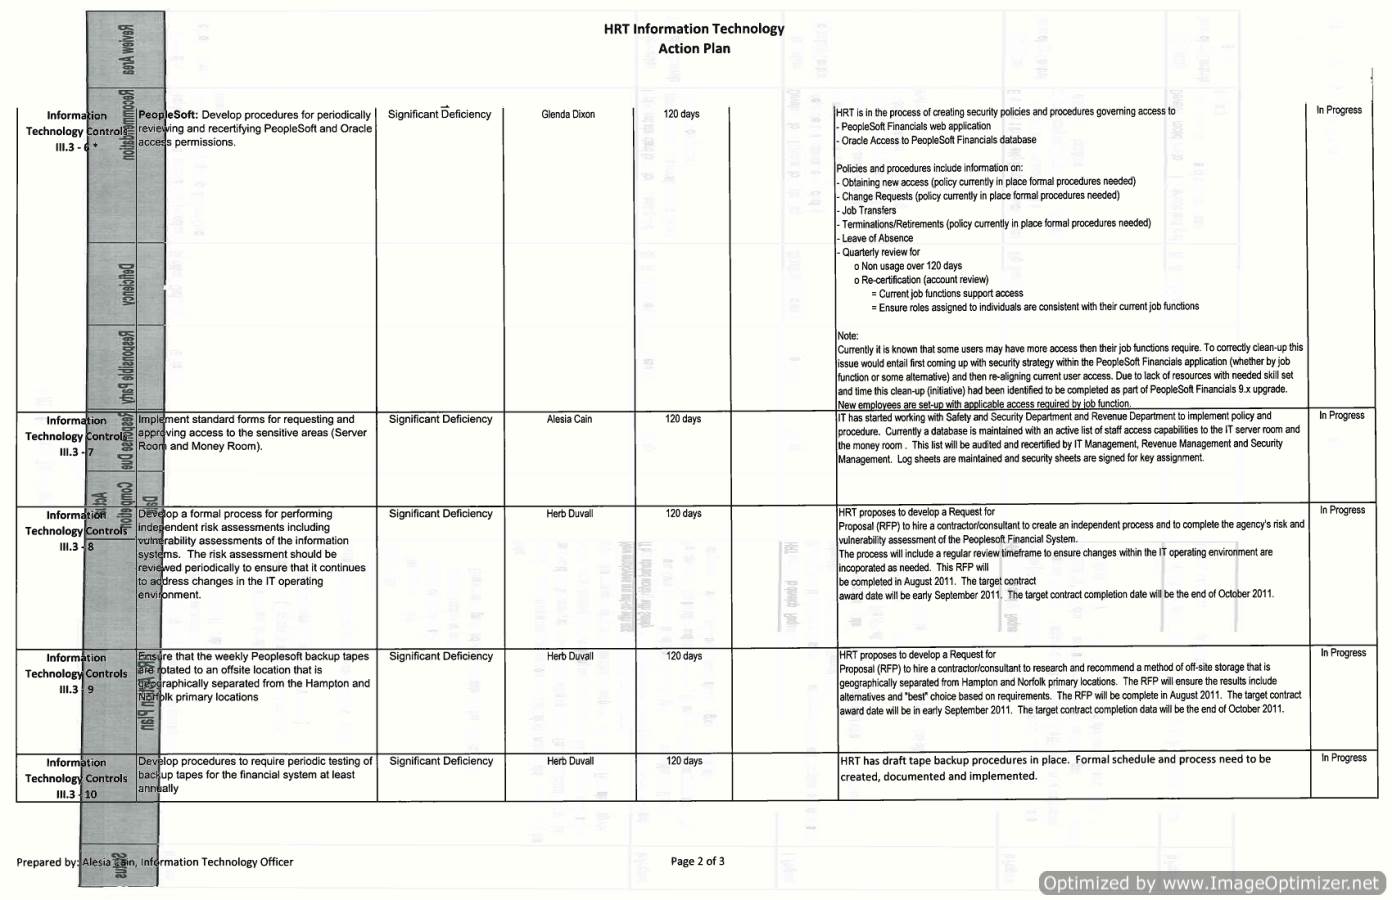 HRT Information Technology
Action Plan
Information
Technology Controls
III.3 - 6 *
PeopleSoft: Develop procedures for periodically
reviewing and recertifying PeopleSoft and Oracle
access permissions.
Significant Deficiency
Glenda Dixon
120 days
HRT is in the process of creating security policies and procedures governing access to
- PeopleSoft Financials web application
- Oracle Access to PeopleSoft Financials database
Policies and procedures include information on:
- Obtaining new access (policy currently in place formal procedures needed)
- Change Requests (policy currently in place formal procedures needed)
- Job Transfers
- Terminations/Retirements (policy currently in place formal procedures needed)
- Leave of Absence
- Quarterly review for
o Non usage over 120 days
o Re-certification (account review)
= Current job functions support access
= Ensure roles assigned to individuals are consistent with their current job functions
Note:
Currently it is known that some users may have more access then their job functions require. To correctly clean-up this
issue would entail first coming up with security strategy within the PeopleSoft Financials application (whether by job
function or some alternative) and then re-aligning current user access. Due to lack of resources with needed skill set
and time this clean-up (initiative) had been identified to be completed as part of PeopleSoft Financials 9.x upgrade.
New employees are set-up with applicable access required by job function.
In Progress
Information
Technology Controls
III.3 - 7
Implement standard forms for requesting and
approving access to the sensitive areas (Server
Room and Money Room).
Significant Deficiency
Alesia Cain
120 days
IT has started working with Safety and Security Department and Revenue Department to implement policy and
procedure. Currently a database is maintained with an active list of staff access capabilities to the IT server room and
the money room . This list will be audited and recertified by IT Management, Revenue Management and Security
Management. Log sheets are maintained and security sheets are signed for key assignment.
In Progress
Information
Technology Controls
III.3 - 8
Develop a formal process for performing
independent risk assessments including
vulnerability assessments of the information
systems. The risk assessment should be
reviewed periodically to ensure that it continues
to address changes in the IT operating
environment.
Significant Deficiency
Herb Duvall
120 days
HRT proposes to develop a Request for
Proposal (RFP) to hire a contractor/consultant to create an independent process and to complete the agency's risk and
vulnerability assessment of the Peoplesoft Financial System.
The process will include a regular review timeframe to ensure changes within the IT operating environment are
incoporated as needed. This RFP will
be completed in August 2011. The target contract
award date will be early September 2011. The target contract completion date will be the end of October 2011.
In Progress
Information
Technology Controls
III.3 - 9
Ensure that the weekly Peoplesoft backup tapes
are rotated to an offsite location that is
geographically separated from the Hampton and
Norfolk primary locations
Significant Deficiency
Herb Duvall
120 days
HRT proposes to develop a Request for
Proposal (RFP) to hire a contractor/consultant to research and recommend a method of off-site storage that is
geographically separated from Hampton and Norfolk primary locations. The RFP will ensure the results include
alternatives and "best" choice based on requirements. The RFP will be complete in August 2011. The target contract
award date will be in early September 2011. The target contract completion data will be the end of October 2011.
In Progress
Information
Technology Controls
III.3 - 10
Develop procedures to require periodic testing of
backup tapes for the financial system at least
annually
Significant Deficiency
Herb Duvall
120 days
HRT has draft tape backup procedures in place. Formal schedule and process need to be
created, documented and implemented.
In Progress
Review Area
Recommendation
Deficiency
Responsible Party
Response Due
Completion
Status
Prepared by: Alesia Cain, Information Technology Officer
Page 2 of 3
Optimized by www.ImageOptimizer.net